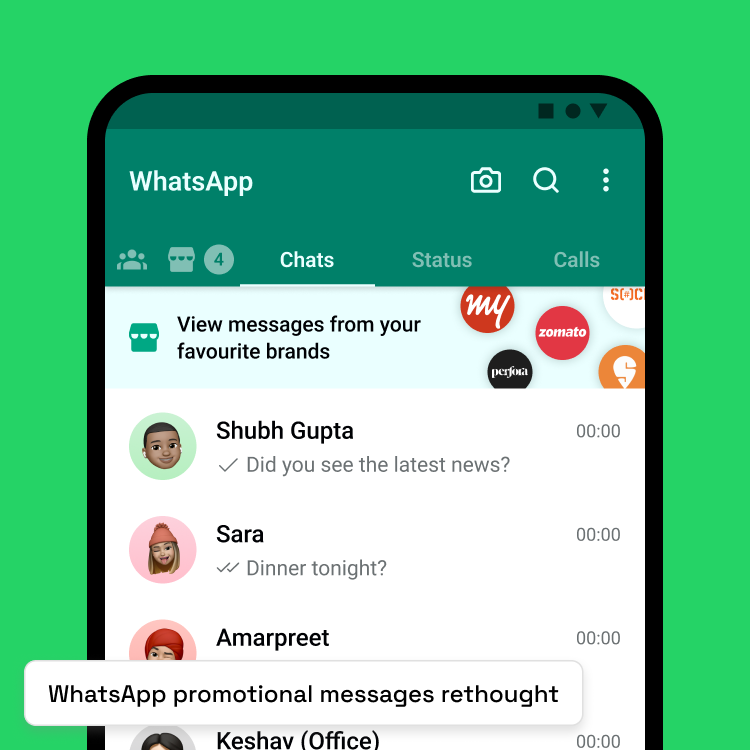 WhatsApp
4
Chats
Status
Calls
View messages from your
favourite brands
my
S(#)C
zomato
perfora
Shubh Gupta
00:00
Did you see the latest news?
Sara
00:00
Dinner tonight?
Amarpreet
00:00
WhatsApp promotional messages rethought
Keshav (Office)
00:00